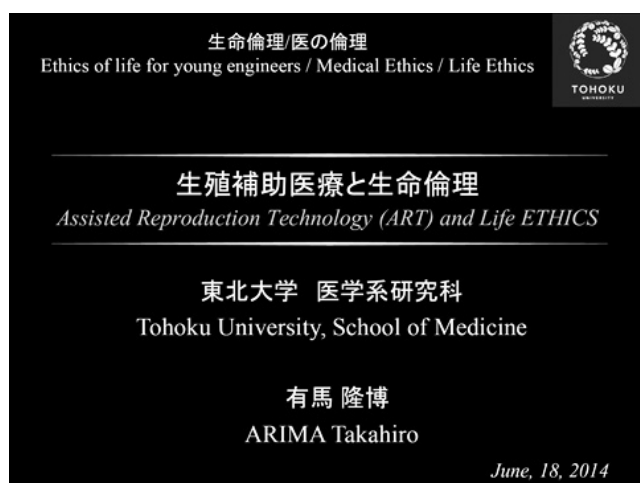 生命倫理/医の倫理
Ethics of life for young engineers / Medical Ethics / Life Ethics
TOHOKU
UNIVERSITY
生殖補助医療と生命倫理
Assisted Reproduction Technology (ART) and Life ETHICS
東北大学 医学系研究科
Tohoku University, School of Medicine
有馬 隆博
ARIMA Takahiro
June, 18, 2014